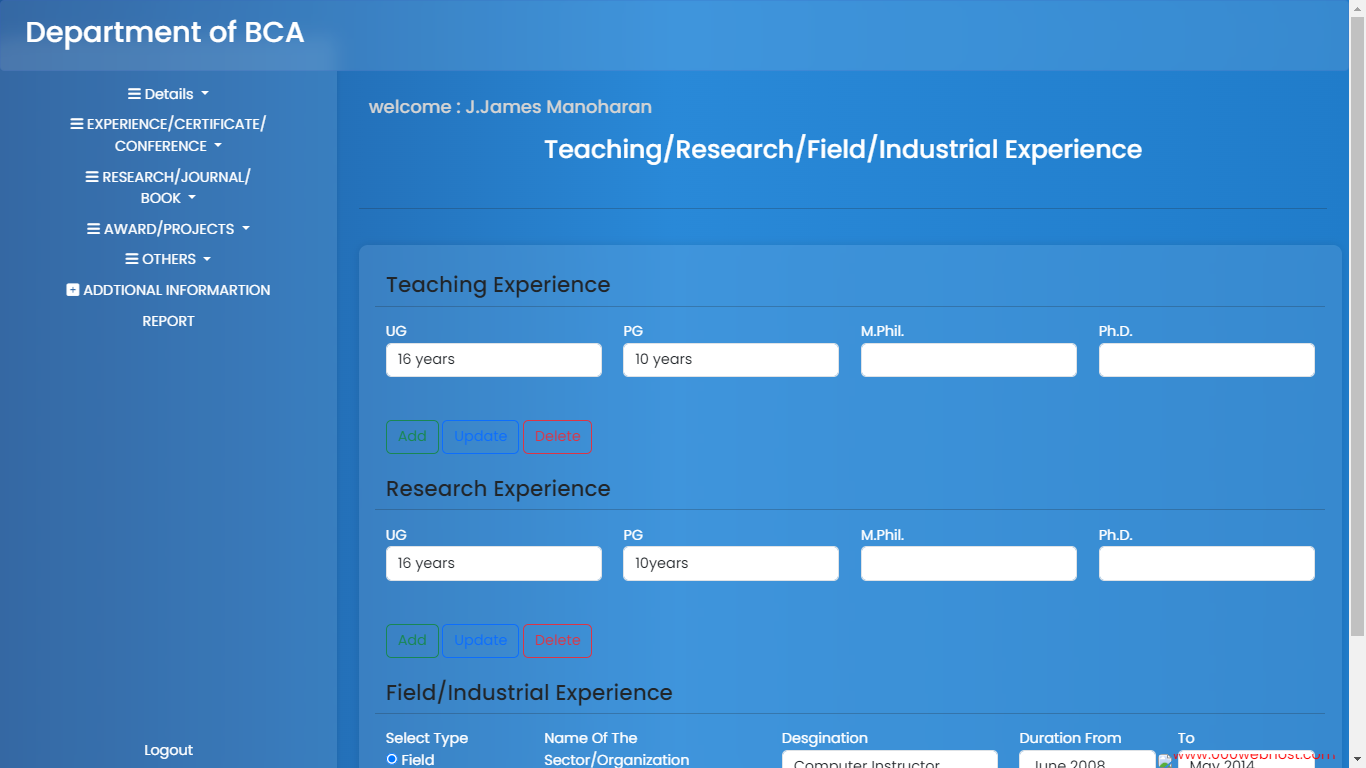 Department of BCA
Details
EXPERIENCE/CERTIFICATE/
CONFERENCE
RESEARCH/JOURNAL/
BOOK
AWARD/PROJECTS
OTHERS
ADDTIONAL INFORMARTION
REPORT
Logout
welcome : J.James Manoharan
Teaching/Research/Field/Industrial Experience
Teaching Experience
UG PG M.Phil. Ph.D.
16 years 10 years
Add Update Delete
Research Experience
UG PG M.Phil. Ph.D.
16 years 10years
Add Update Delete
Field/Industrial Experience
Select Type Name Of The Desgination Duration From To
Field Sector/Organization
Computer Instructor June 2008 May 2014
www.000webhost.com